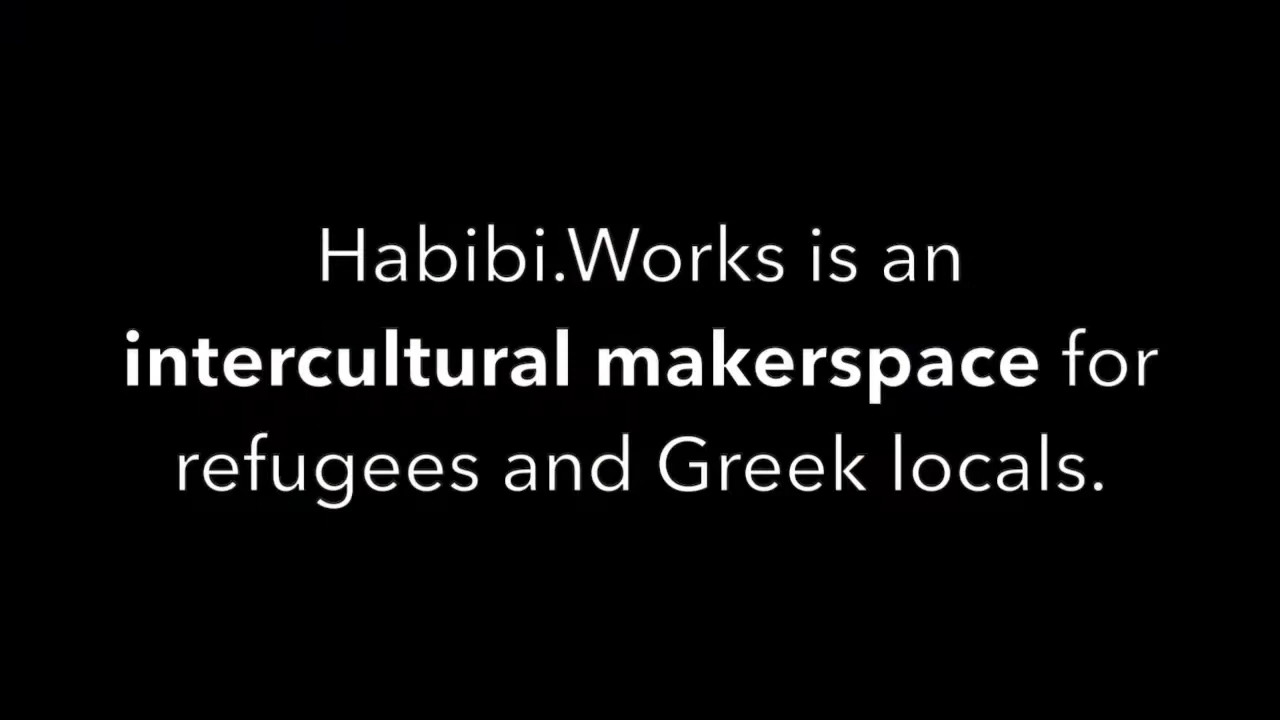 Habibi.Works is an
intercultural makerspace for
refugees and Greek locals.